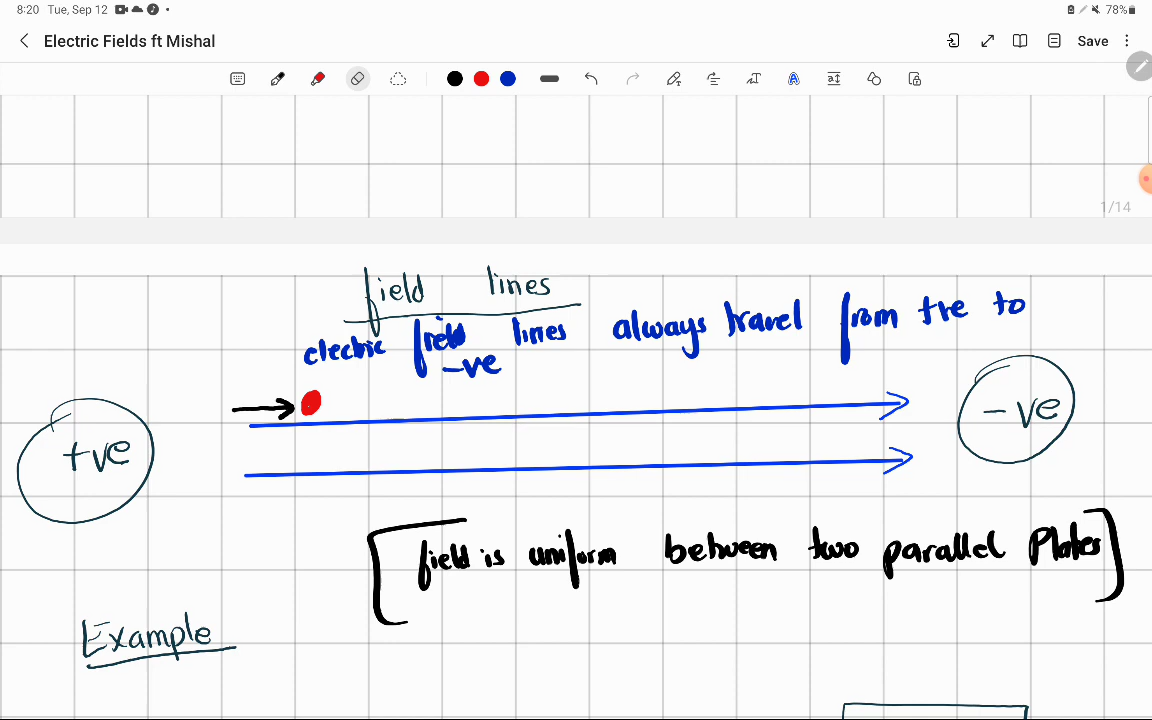 8:20 Tue, Sep 12
78%
Electric Fields ft Mishal
Save
1/14
field lines
electric field lines always travel from +ve to
-ve
+ve
-ve
field is uniform between two parallel Plates
Example